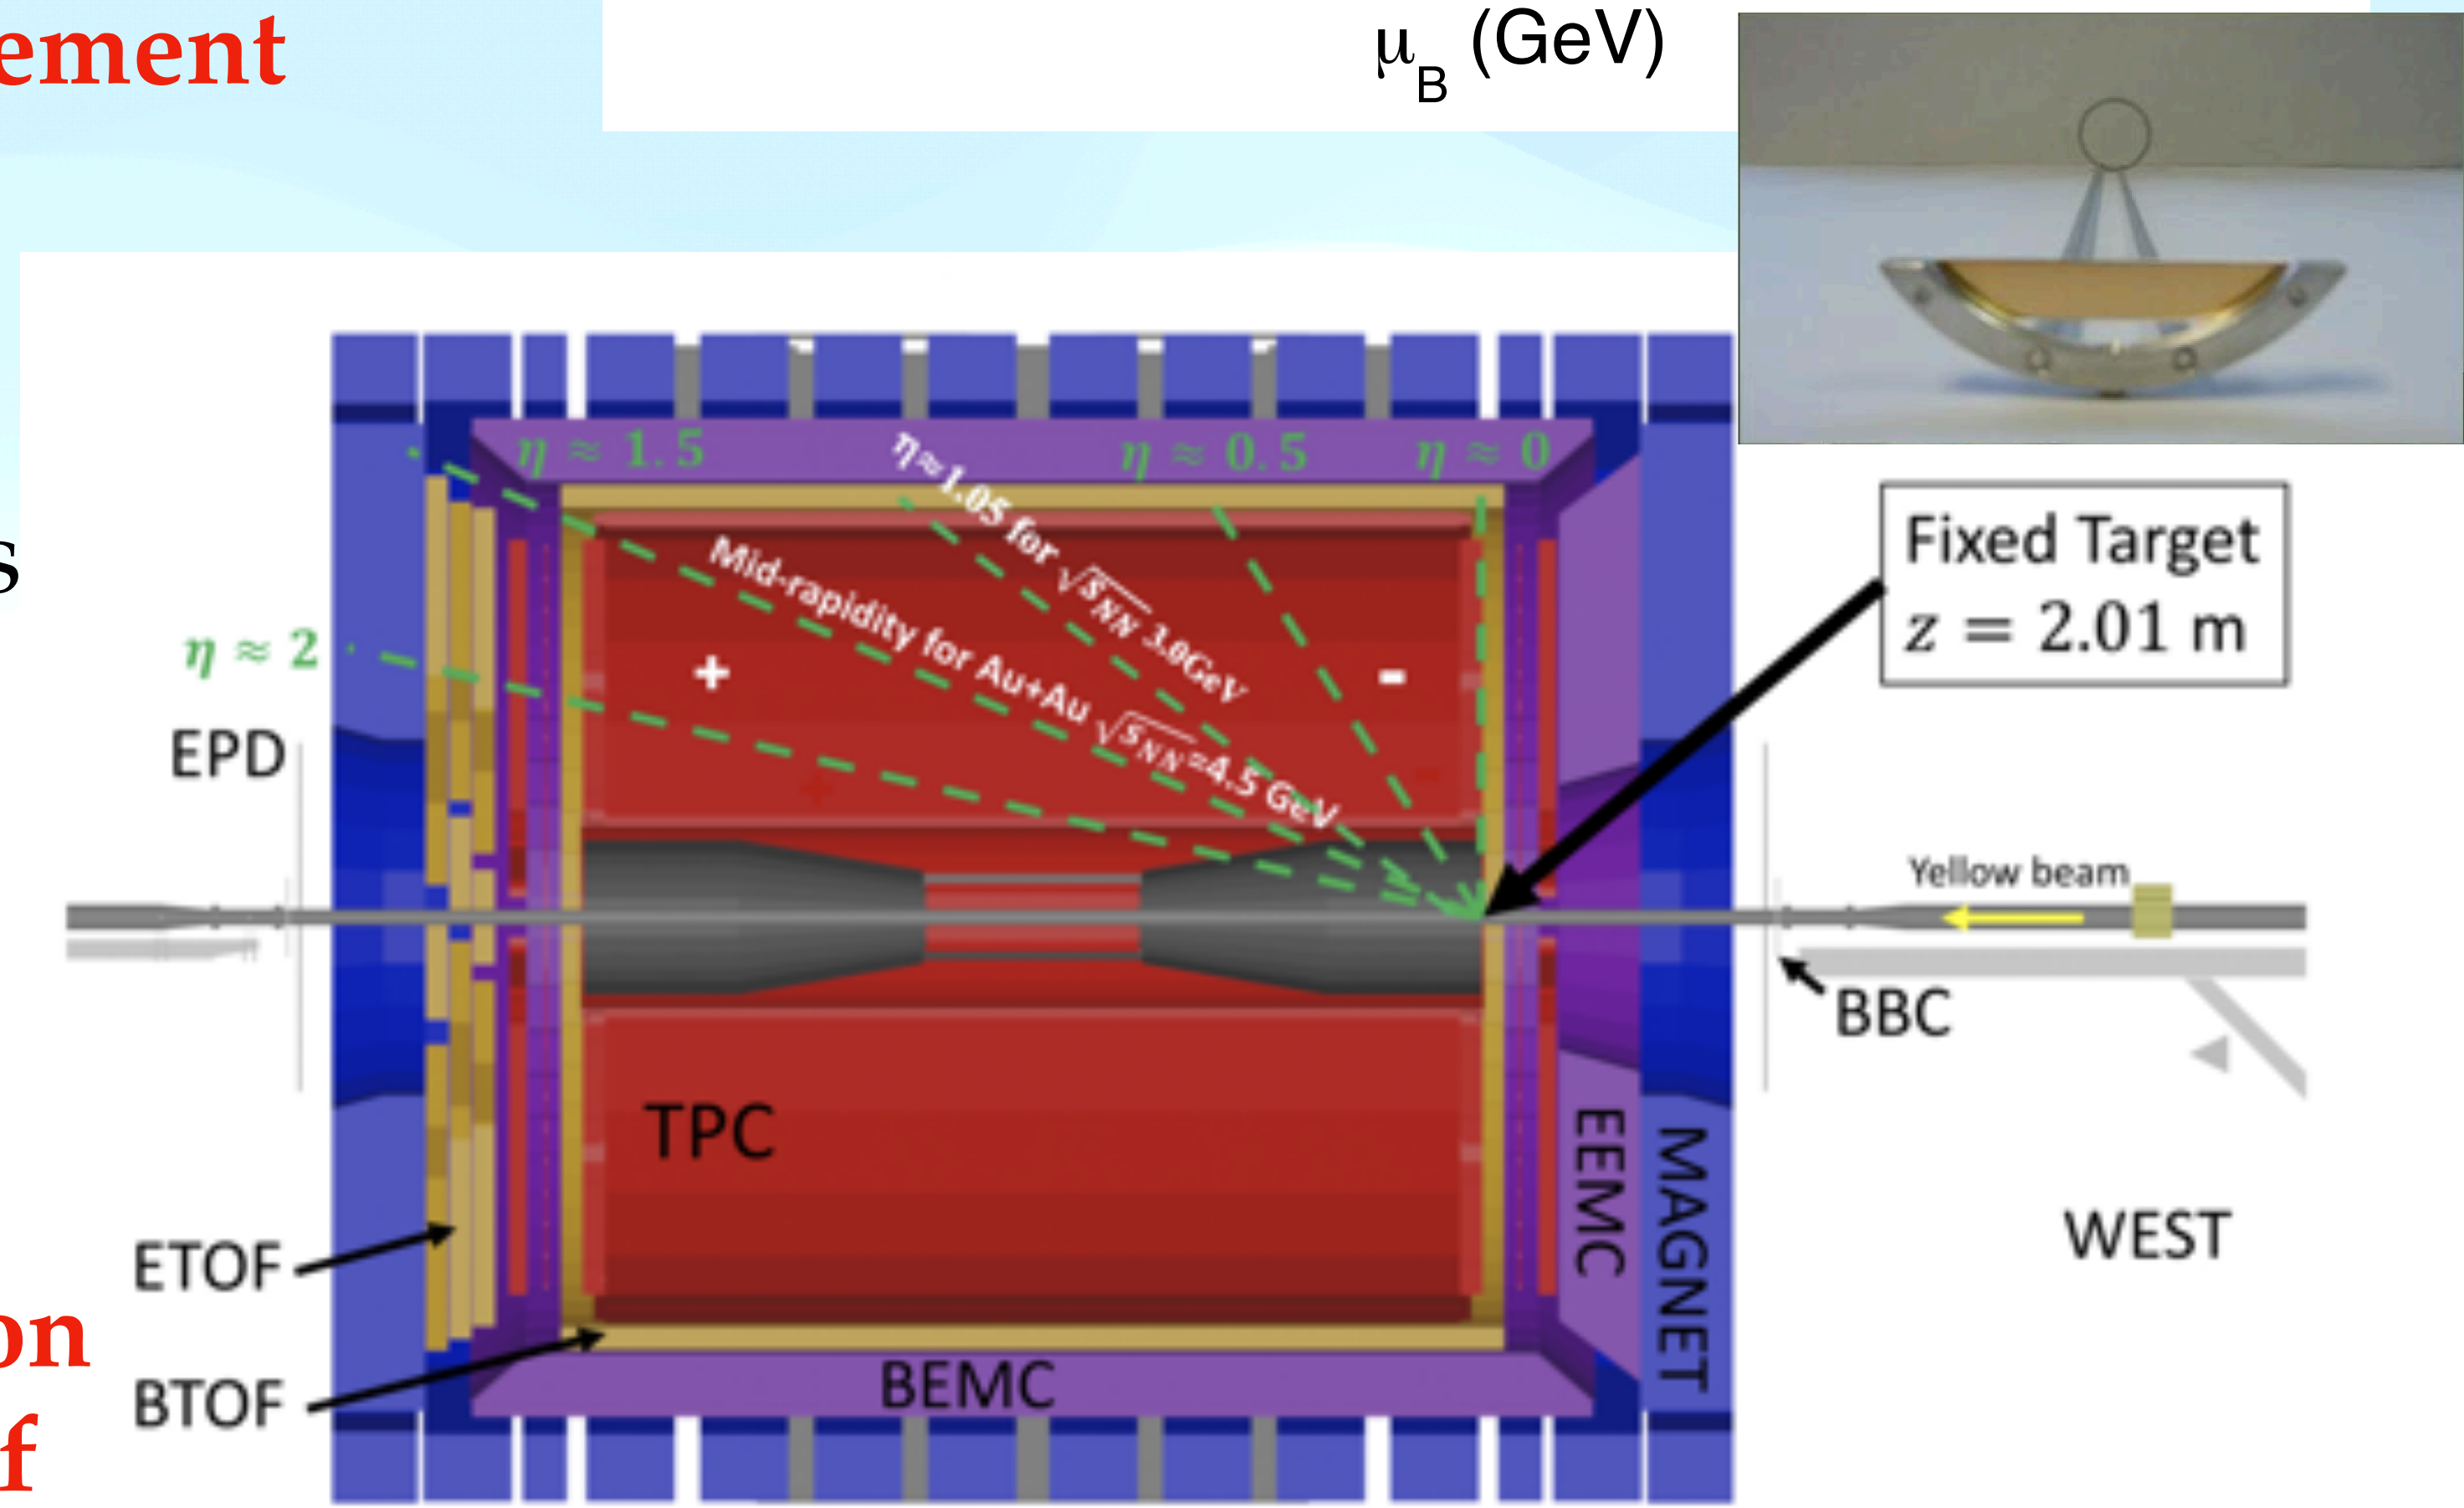 ement
μB (GeV)
η ≈ 1.5
η≈1.05 for √sNN 3.0GeV
η ≈ 0.5
η ≈ 0
Mid-rapidity for Au+Au √sNN=4.5 GeV
Fixed Target
z = 2.01 m
s
η ≈ 2
+
-
EPD
Yellow beam
BBC
TPC
EEMC
MAGNET
WEST
ETOF
on
BTOF
BEMC
f